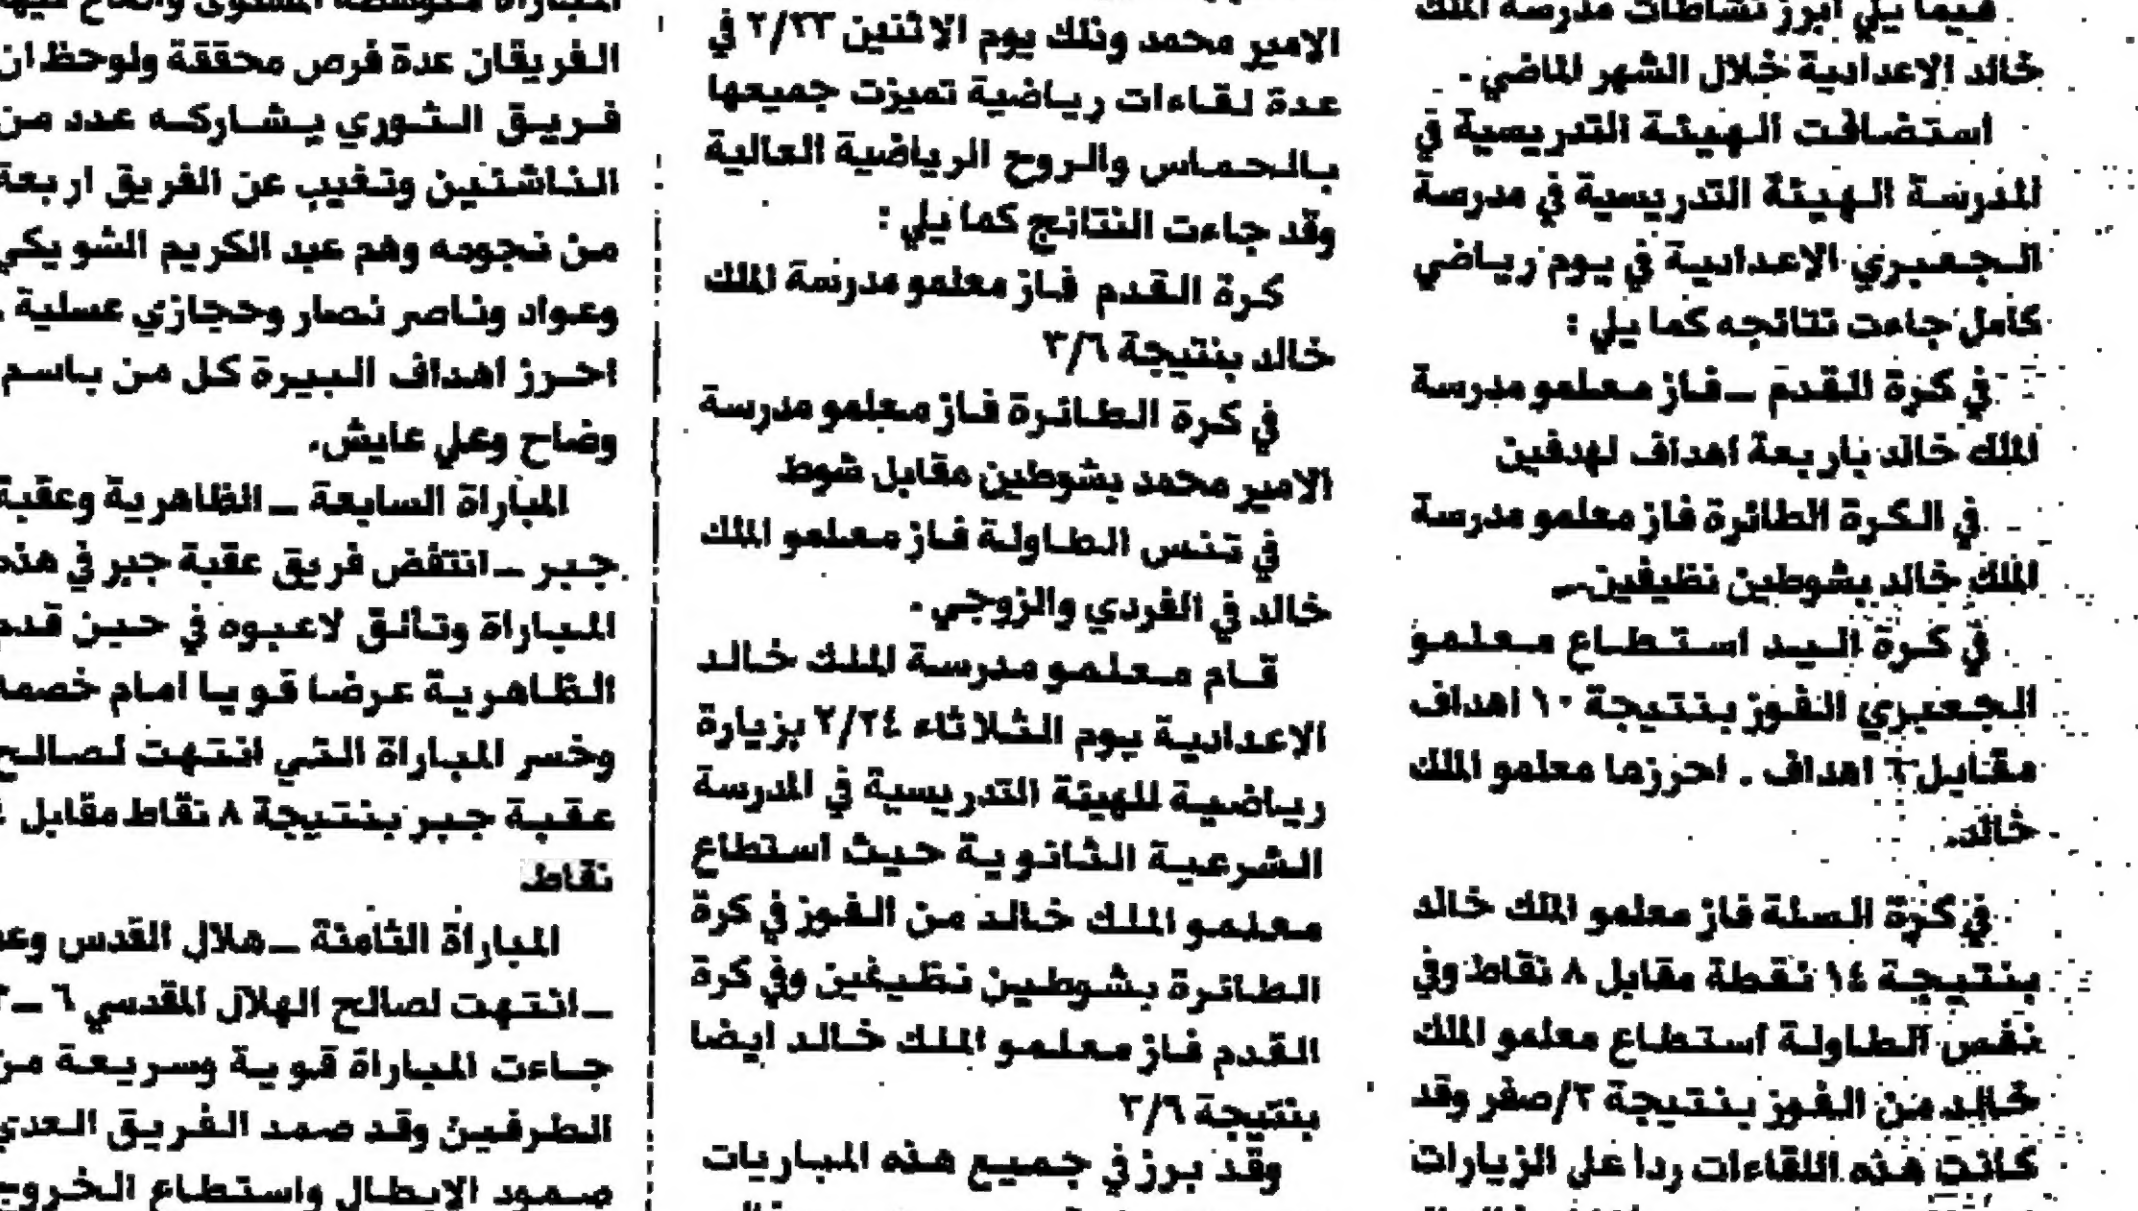 فيما يلي ابرز نشاطات مدرسة الملك
خالد الاعدادية خلال الشهر الماضي .
استضافت الهيئة التدريسية في
المدرسة الهيئة التدريسية في مدرسة
الجعبري الاعدادية في يوم رياضي
كامل جاءت نتائجه كما يلي :
في كرة القدم ـ فاز معلمو مدرسة
الملك خالد باربعة اهداف لهدفين
في الكرة الطائرة فاز معلمو مدرسة
الملك خالد بشوطين نظيفين
في كرة اليد استطاع معلمو
الجعبري الفوز بنتيجة ١٠ اهداف
مقابل ٦ اهداف . احرزها معلمو الملك
خالد.
في كرة السلة فاز معلمو الملك خالد
بنتيجة ١٤ نقطة مقابل ٨ نقاط وفي
الطاولة استطاع معلمو الملك
خالد من الفوز بنتيجة ٢/صفر وقد
كانت هذه اللقاءات ردا على الزيارات
الامير محمد وذلك يوم الاثنين ٢/٢٣ في
عدة لقاءات رياضية تميزت جميعها
بالحماس والروح الرياضية العالية
وقد جاءت النتائج كما يلي :
كرة القدم فاز معلمو مدرسة الملك
خالد بنتيجة ٣/٦
في كرة الطائرة فاز معلمو مدرسة
الامير محمد بشوطين مقابل شوط
في تنس الطاولة فاز معلمو الملك
خالد في الفردي والزوجي .
قام معلمو مدرسة الملك خالد
الاعدادية يوم الثلاثاء ٢/٢٤ بزيارة
رياضية للهيئة التدريسية في المدرسة
الشرعية الثانوية حيث استطاع
معلمو الملك خالد من الفوز في كرة
الطائرة بشوطين نظيفين وفي كرة
القدم فاز معلمو الملك خالد ايضا
بنتيجة ٣/٦
وقد برز في جميع هذه المباريات
المباراة متوسطة المستوى واضاع فيها
الفريقان عدة فرص محققة ولوحظ ان
فريق الثوري يشاركه عدد من
الناشئين وتغيب عن الفريق اربعة
من نجومه وهم عبد الكريم الشويكي
وعواد وناصر نصار وحجازي عسلية .
احرز اهداف البيرة كل من باسم
وضاح وعلي عايش.
المباراة السابعة ـ الظاهرية وعقبة
جبر ـ انتفض فريق عقبة جبر في هذه
المباراة وتالق لاعبوه في حين قدم
الظاهرية عرضا قويا امام خصمه
وخسر المباراة التي انتهت لصالح
عقبة جبر بنتيجة ٨ نقاط مقابل
نقاط
المباراة الثامنة ـ هلال القدس
ـ انتهت لصالح الهلال المقدسي ٦ ـ
جاءت المباراة قوية وسريعة من
الطرفين وقد صمد الفريق
صمود الابطال واستطاع الخروج